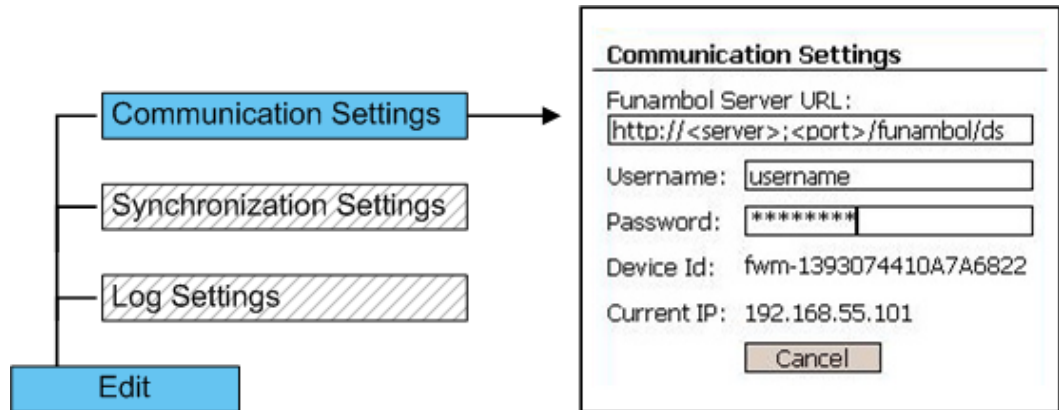 Communication Settings
Synchronization Settings
Log Settings
Edit
Communication Settings
Funambol Server URL:
http://<server>;<port>/funambol/ds
Username: username
Password: ********
Device Id: fwm-1393074410A7A6822
Current IP: 192.168.55.101
Cancel